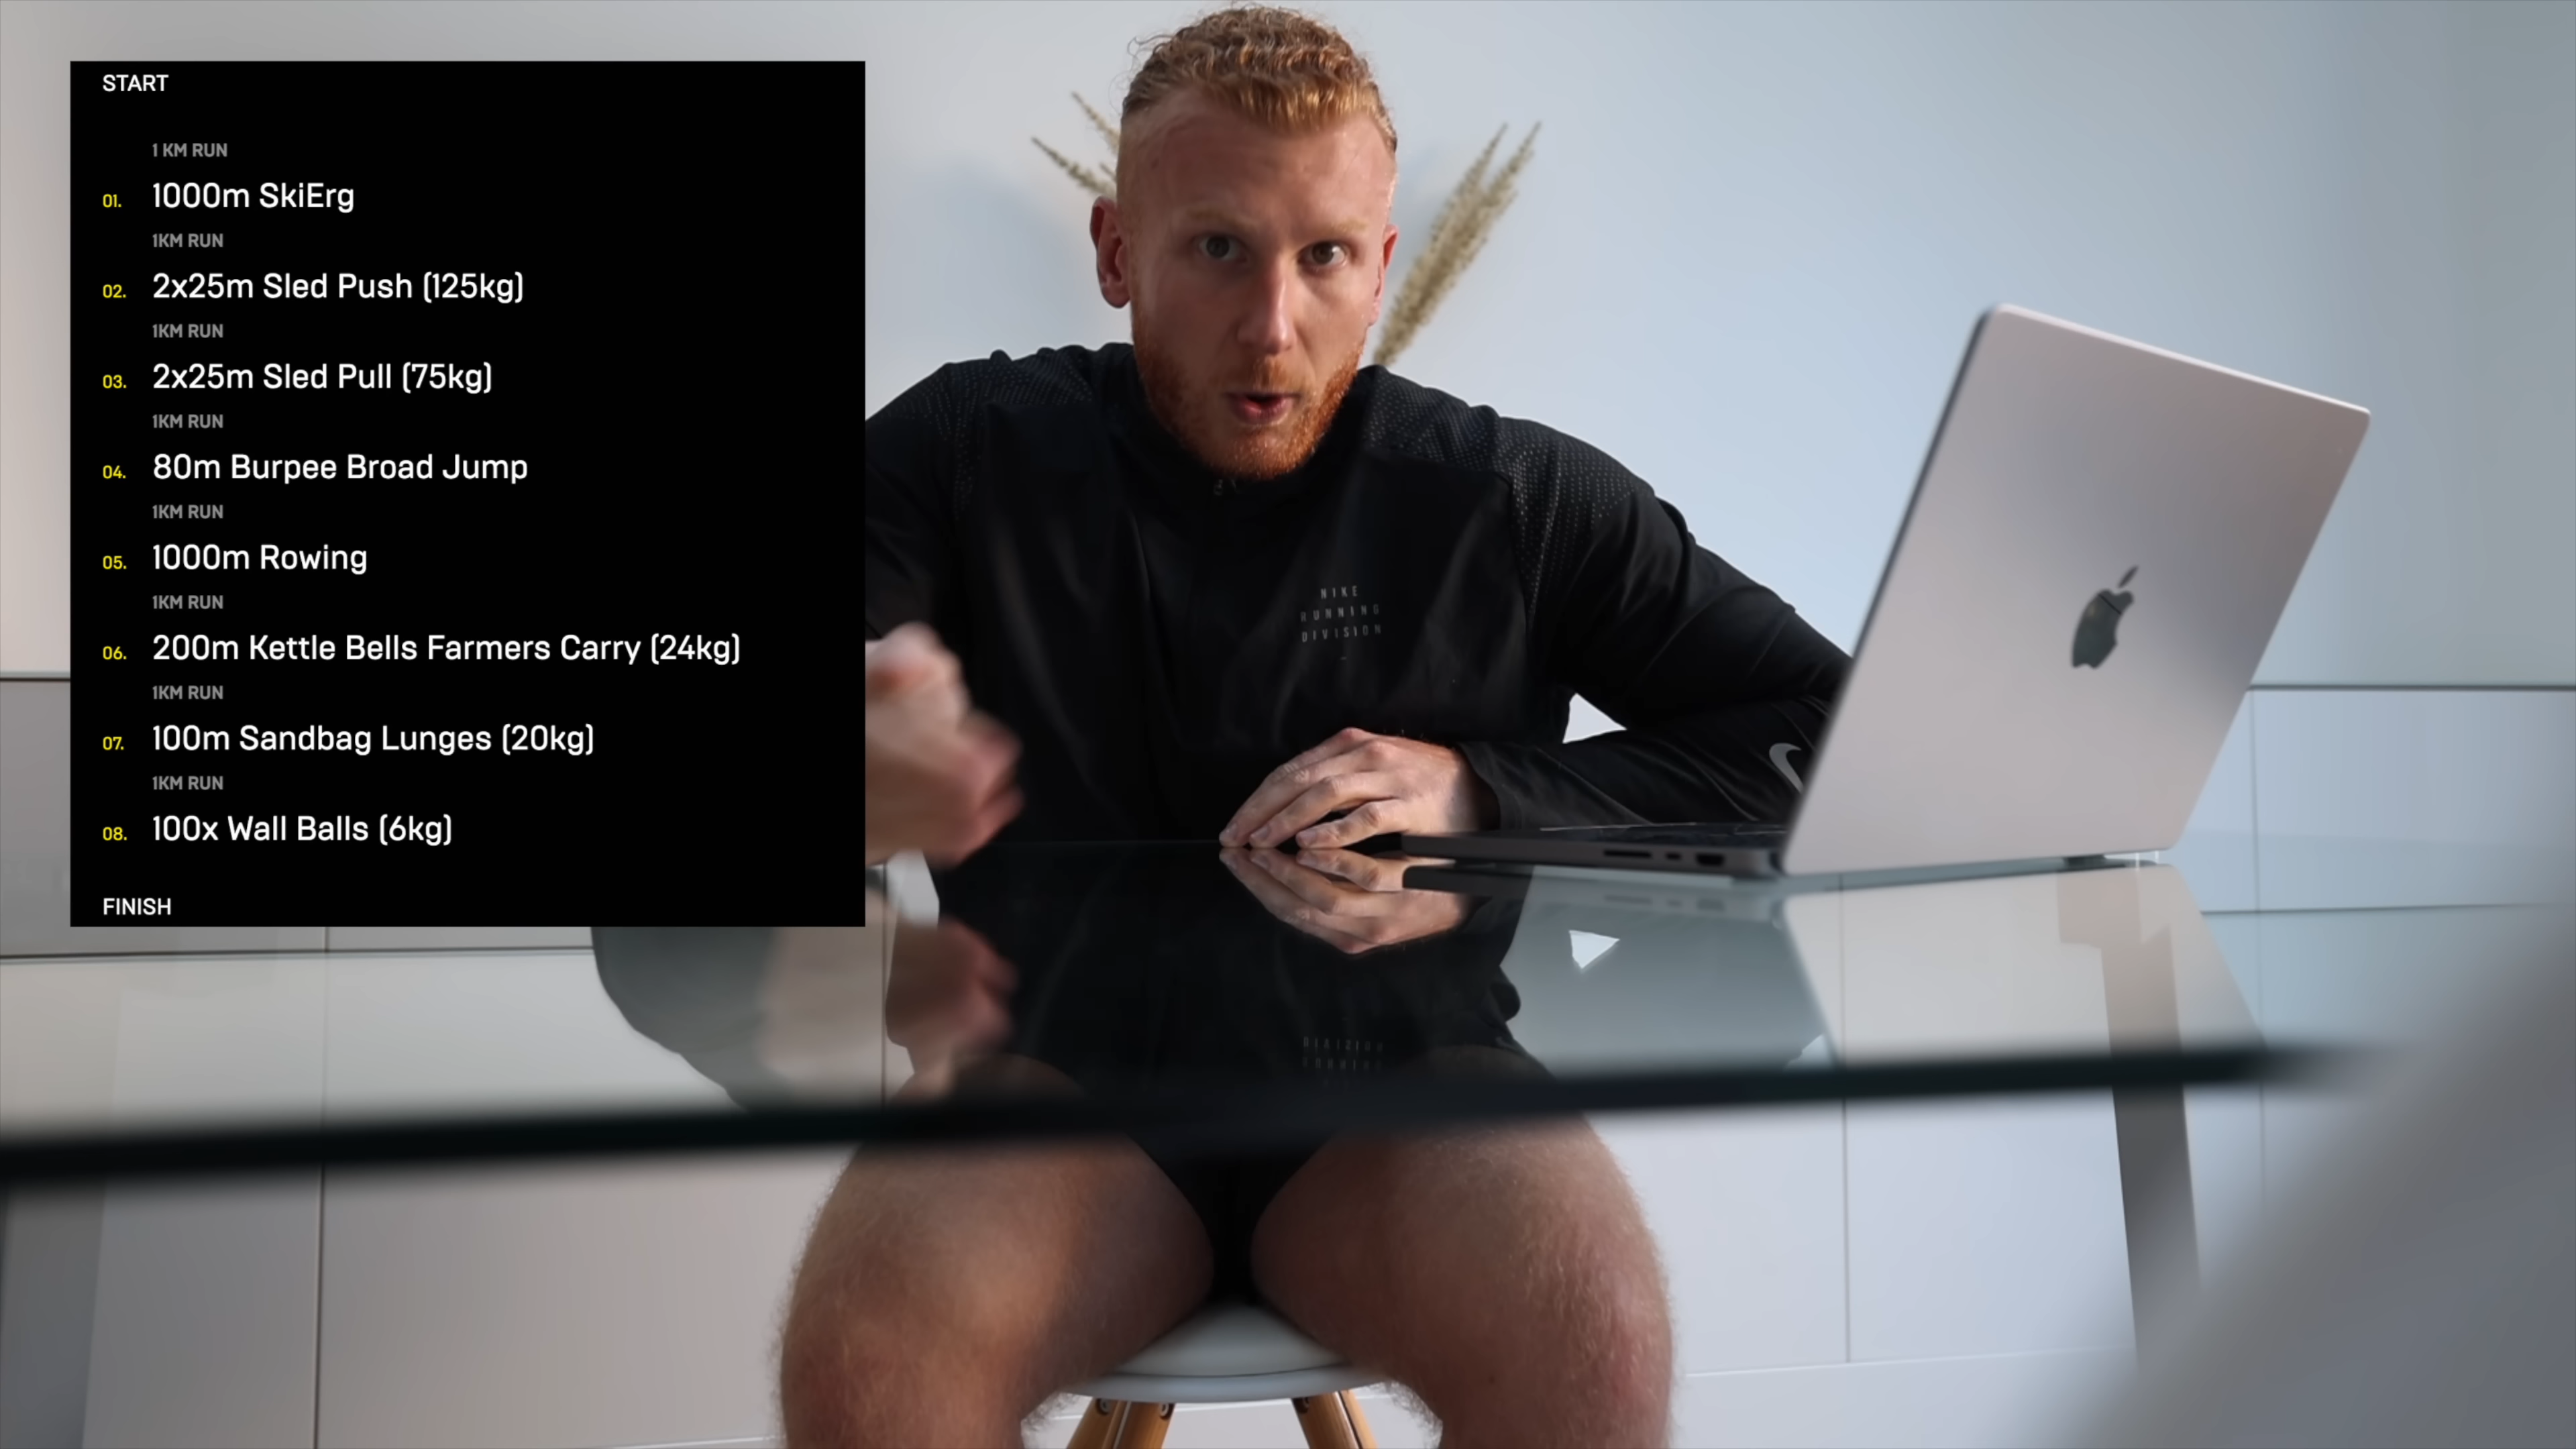 START
1 KM RUN
01. 1000m SkiErg
1KM RUN
02. 2x25m Sled Push (125kg)
1KM RUN
03. 2x25m Sled Pull (75kg)
1KM RUN
04. 80m Burpee Broad Jump
1KM RUN
05. 1000m Rowing
1KM RUN
06. 200m Kettle Bells Farmers Carry (24kg)
1KM RUN
07. 100m Sandbag Lunges (20kg)
1KM RUN
08. 100x Wall Balls (6kg)
FINISH
NIKE
RUNNING
DIVISION